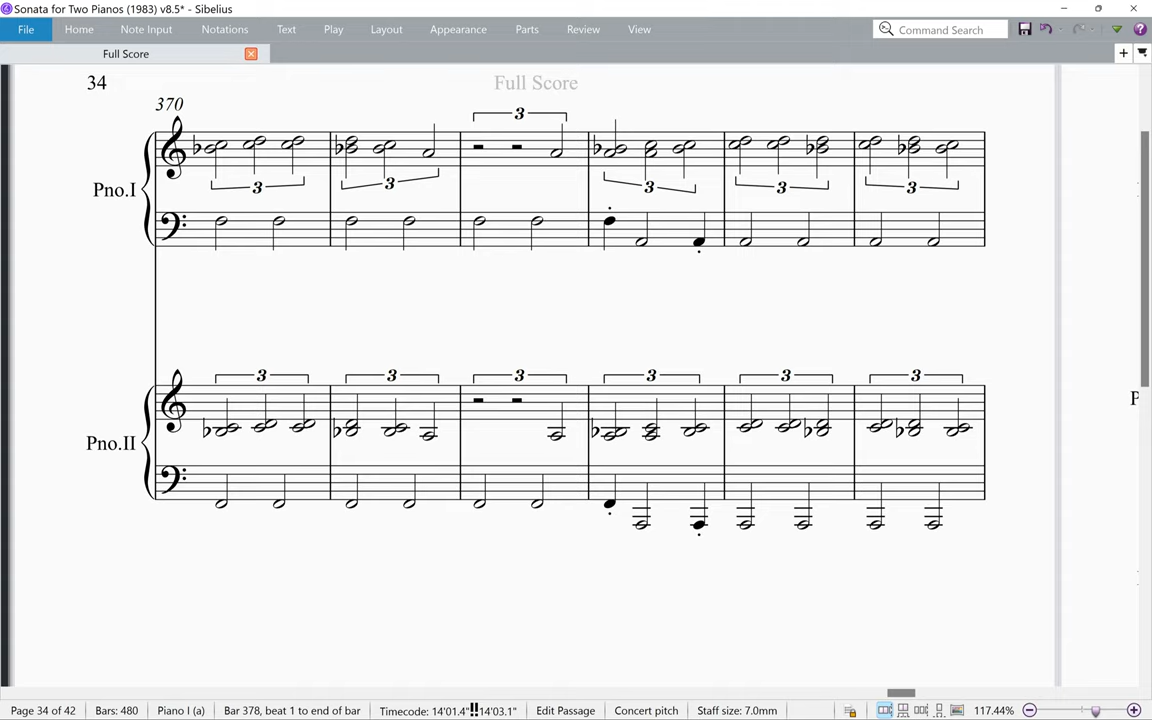 Sonata for Two Pianos (1983) v8.5* - Sibelius
File Home Note Input Notations Text Play Layout Appearance Parts Review View Command Search
Full Score
34 Full Score
370
3
3 3 3 3 3
Pno.I
3 3 3 3 3 3
P
Pno.II
Page 34 of 42 Bars: 480 Piano I (a) Bar 378, beat 1 to end of bar Timecode: 14'01.4" 14'03.1" Edit Passage Concert pitch Staff size: 7.0mm 117.44%